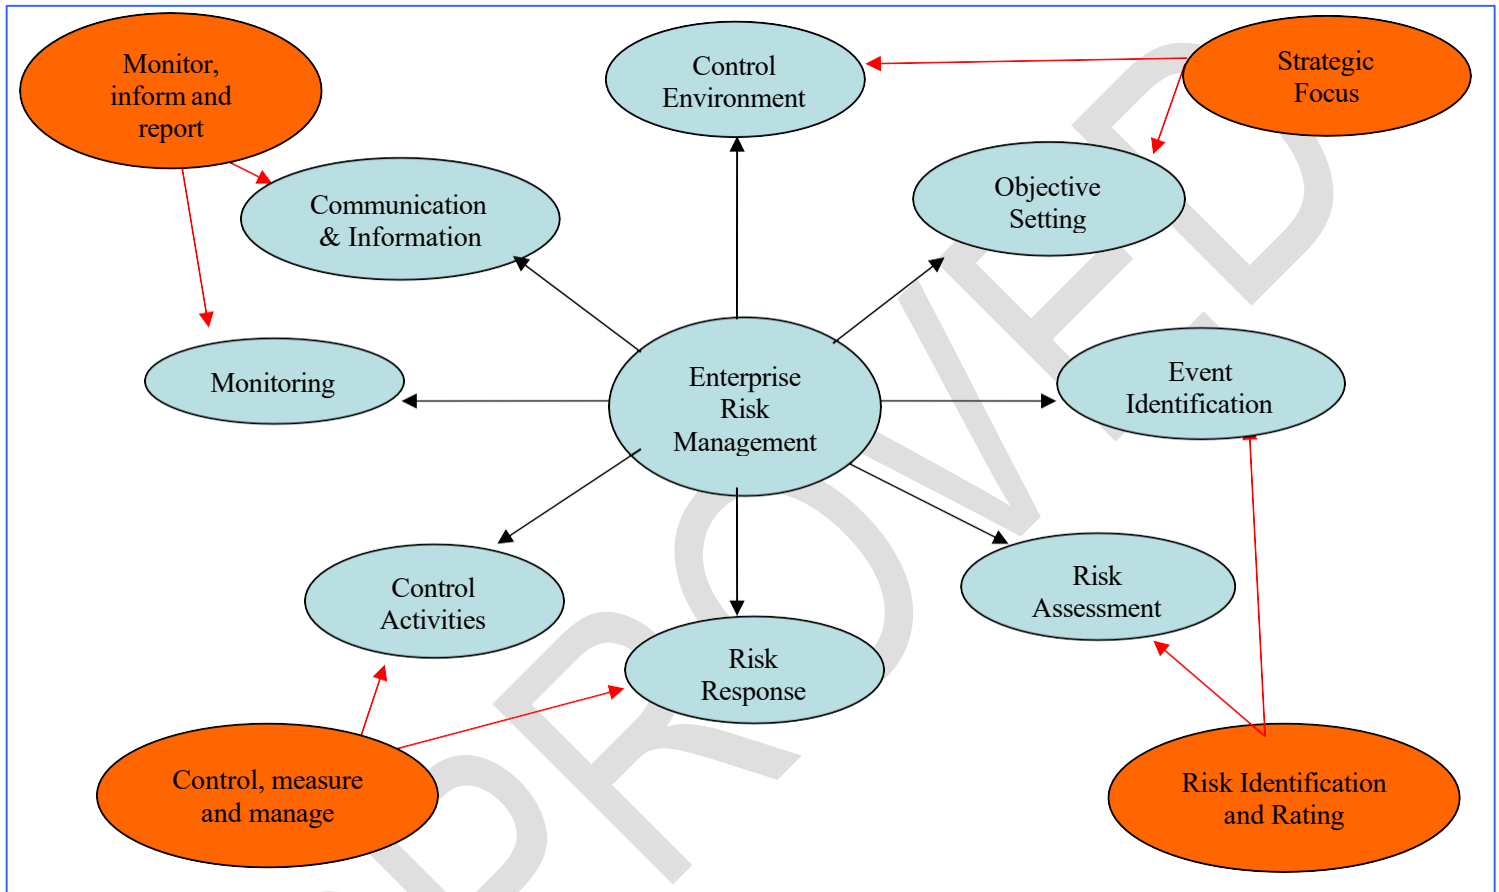 Monitor,
inform and
report
Control
Environment
Strategic
Focus
Communication
& Information
Objective
Setting
Monitoring
Enterprise
Risk
Management
Event
Identification
Control
Activities
Risk
Response
Risk
Assessment
Control, measure
and manage
Risk Identification
and Rating
PROVED